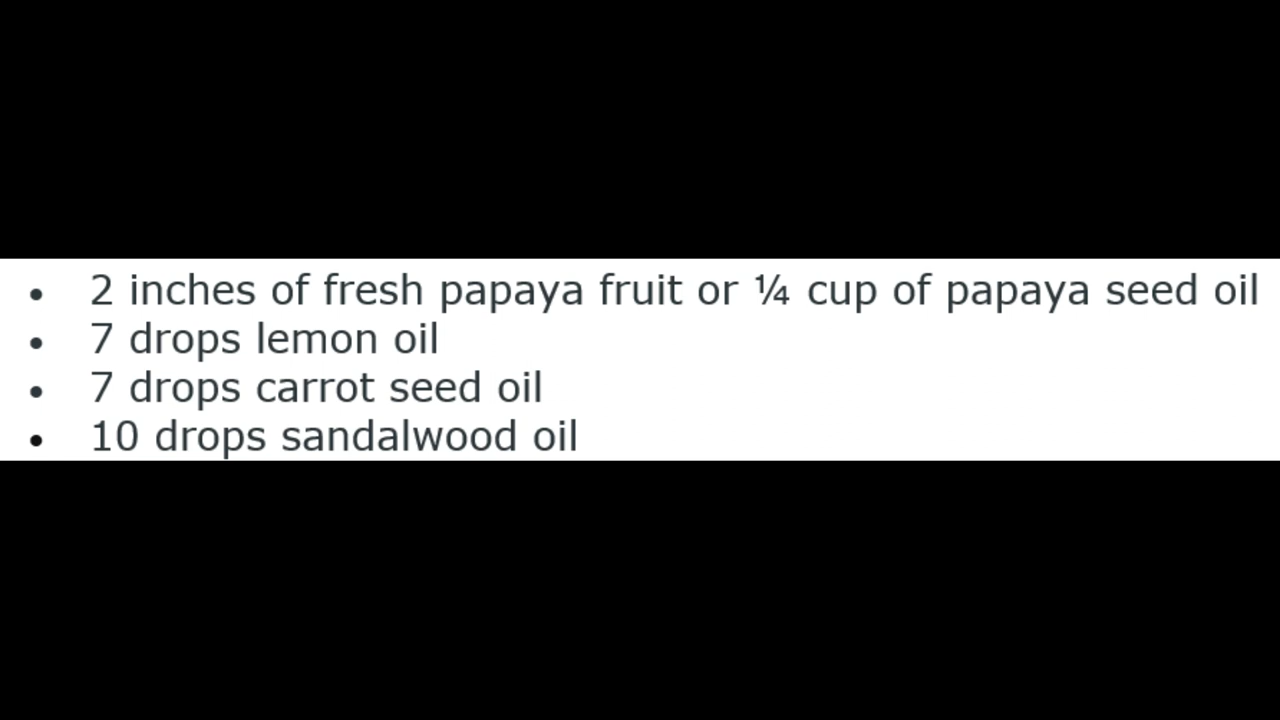 • 2 inches of fresh papaya fruit or ¼ cup of papaya seed oil
• 7 drops lemon oil
• 7 drops carrot seed oil
• 10 drops sandalwood oil